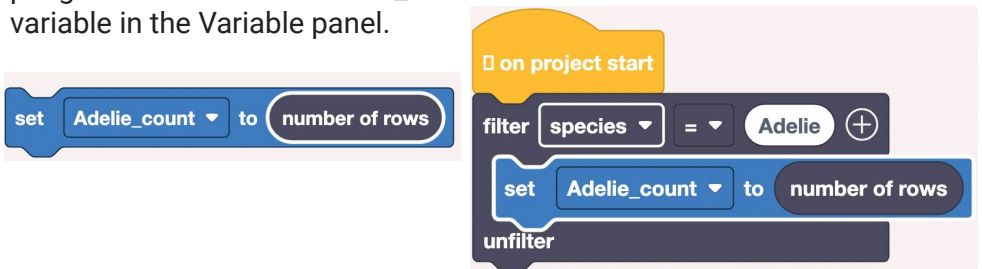 variable in the Variable panel.
set Adelie_count to number of rows
on project start
filter species = Adelie
set Adelie_count to number of rows
unfilter